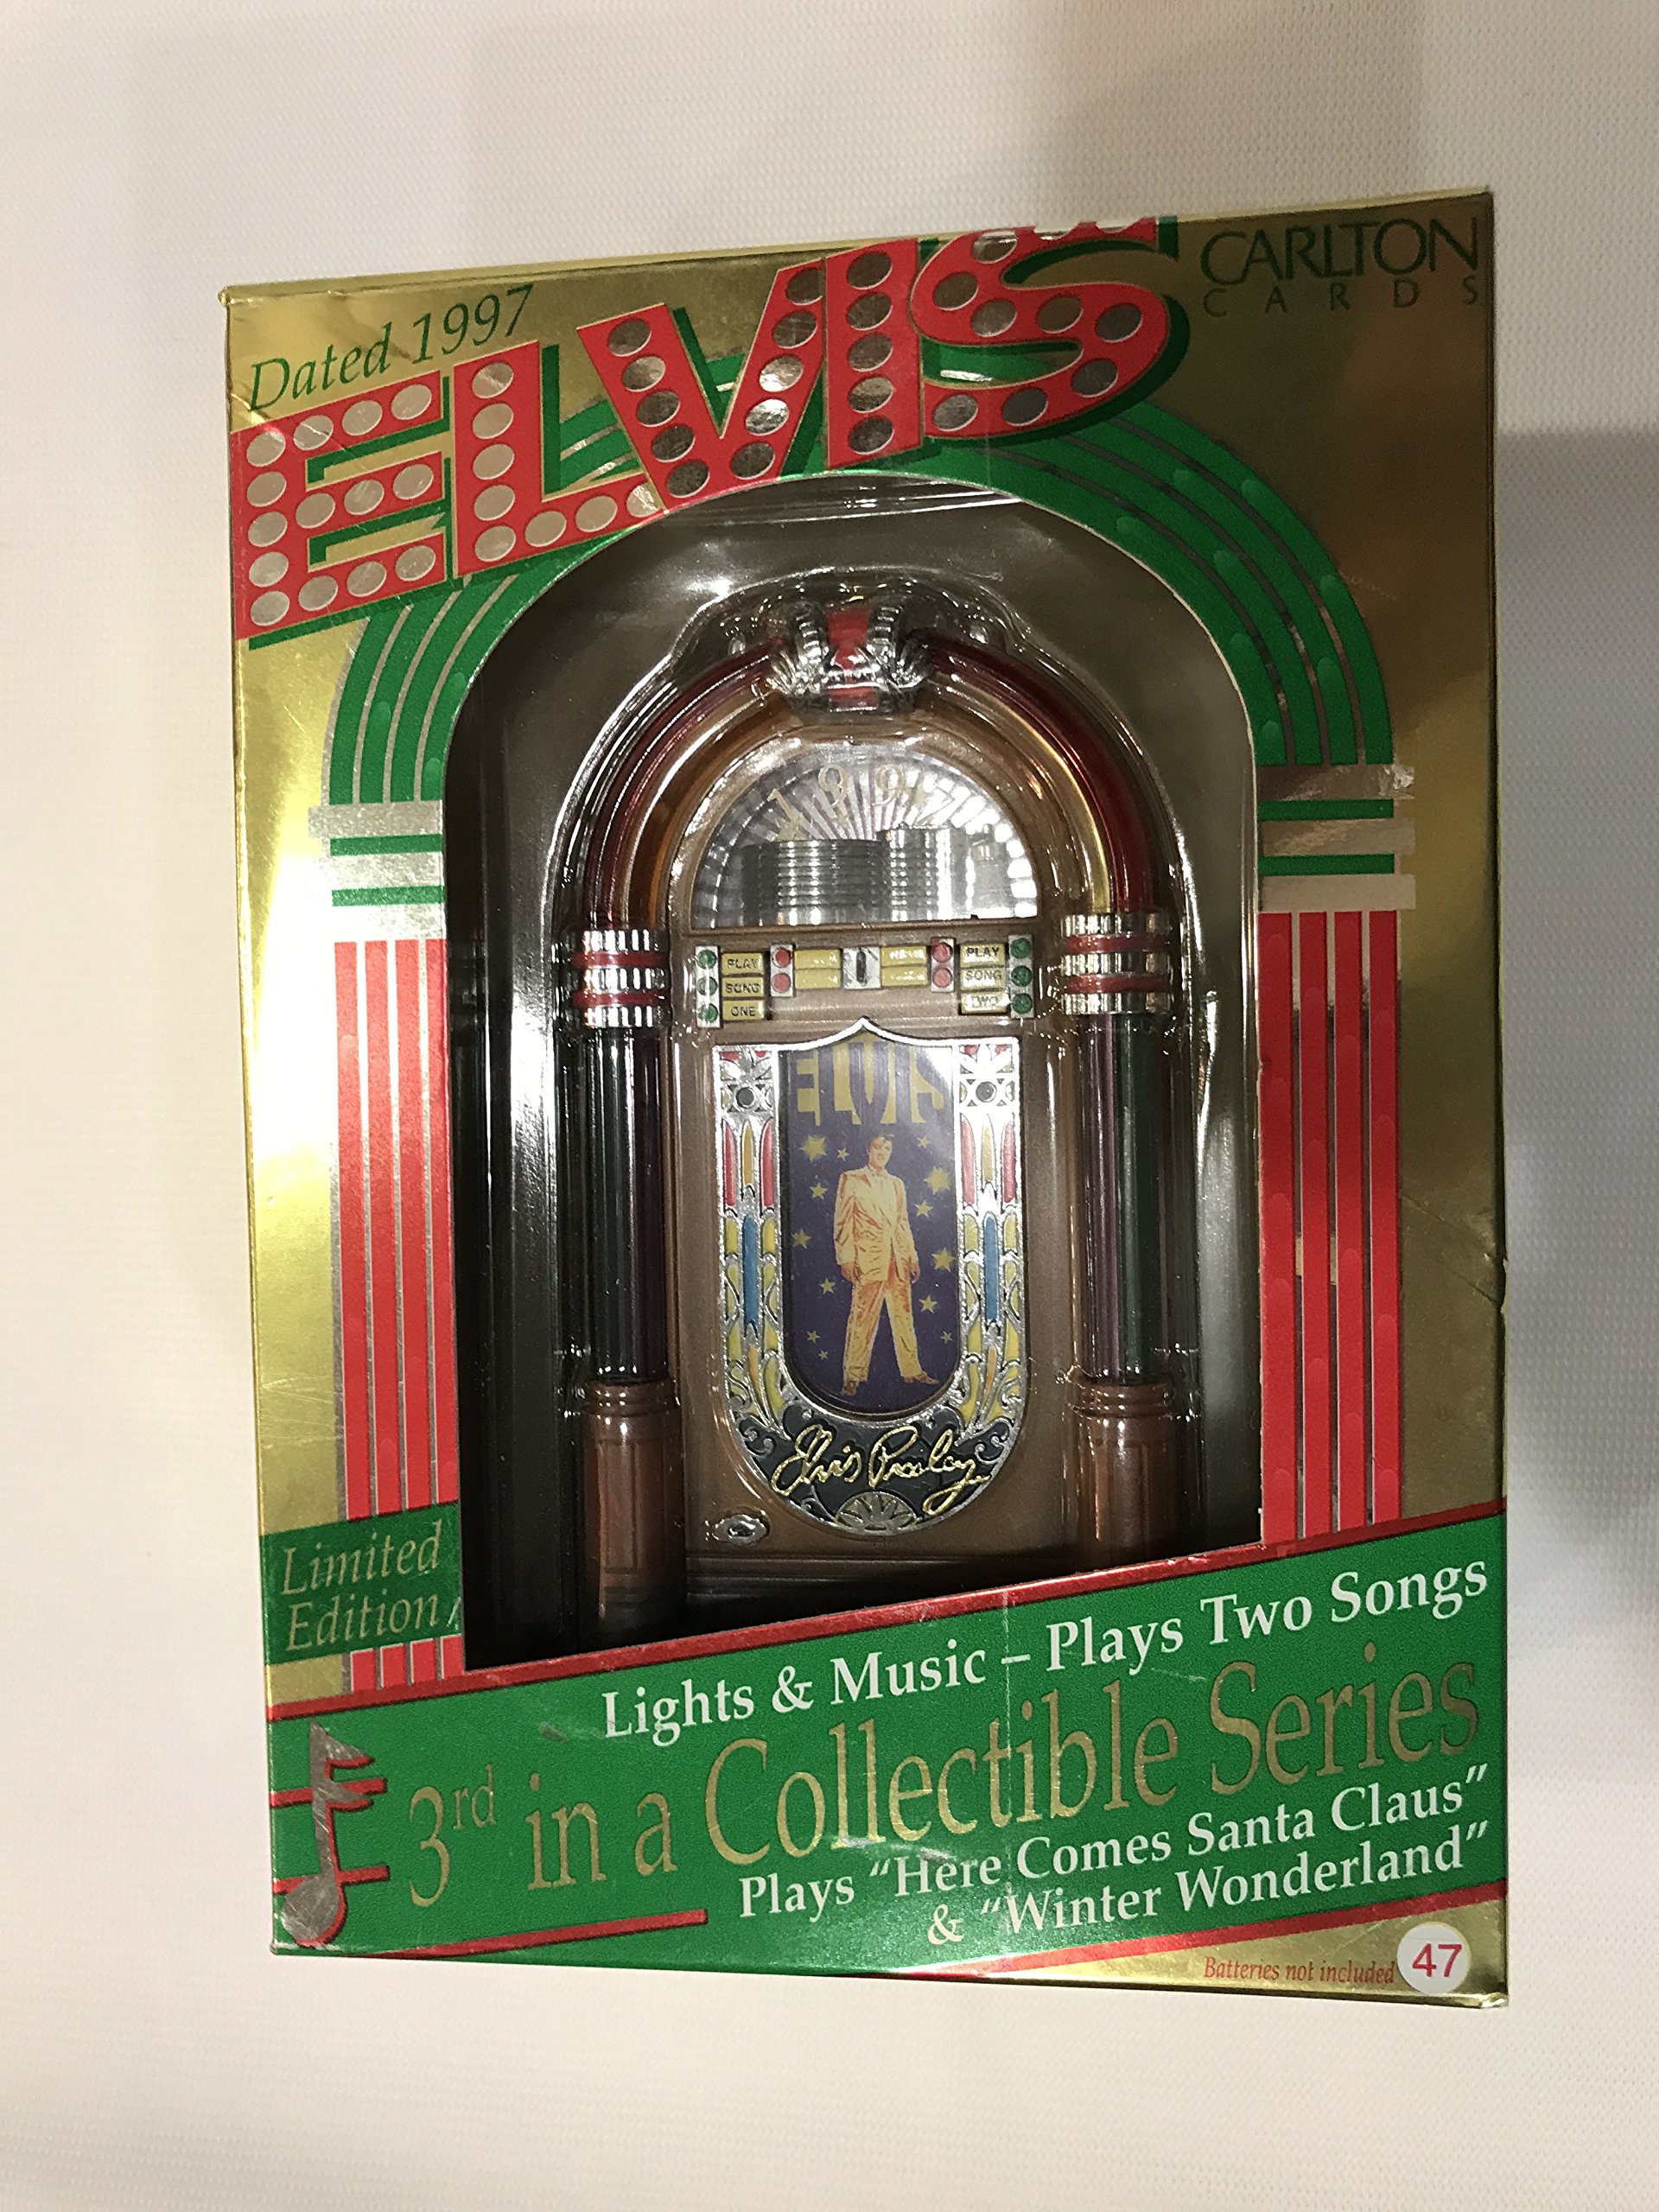 CARLTON
CARDS
Dated 1997
ELVIS
1997
PLAY
SONG
ONE
PLAY
SONG
TWO
ELVIS
Elvis Presley
Limited
Edition
Lights & Music – Plays Two Songs
3rd in a Collectible Series
Plays "Here Comes Santa Claus"
& "Winter Wonderland"
Batteries not included
47